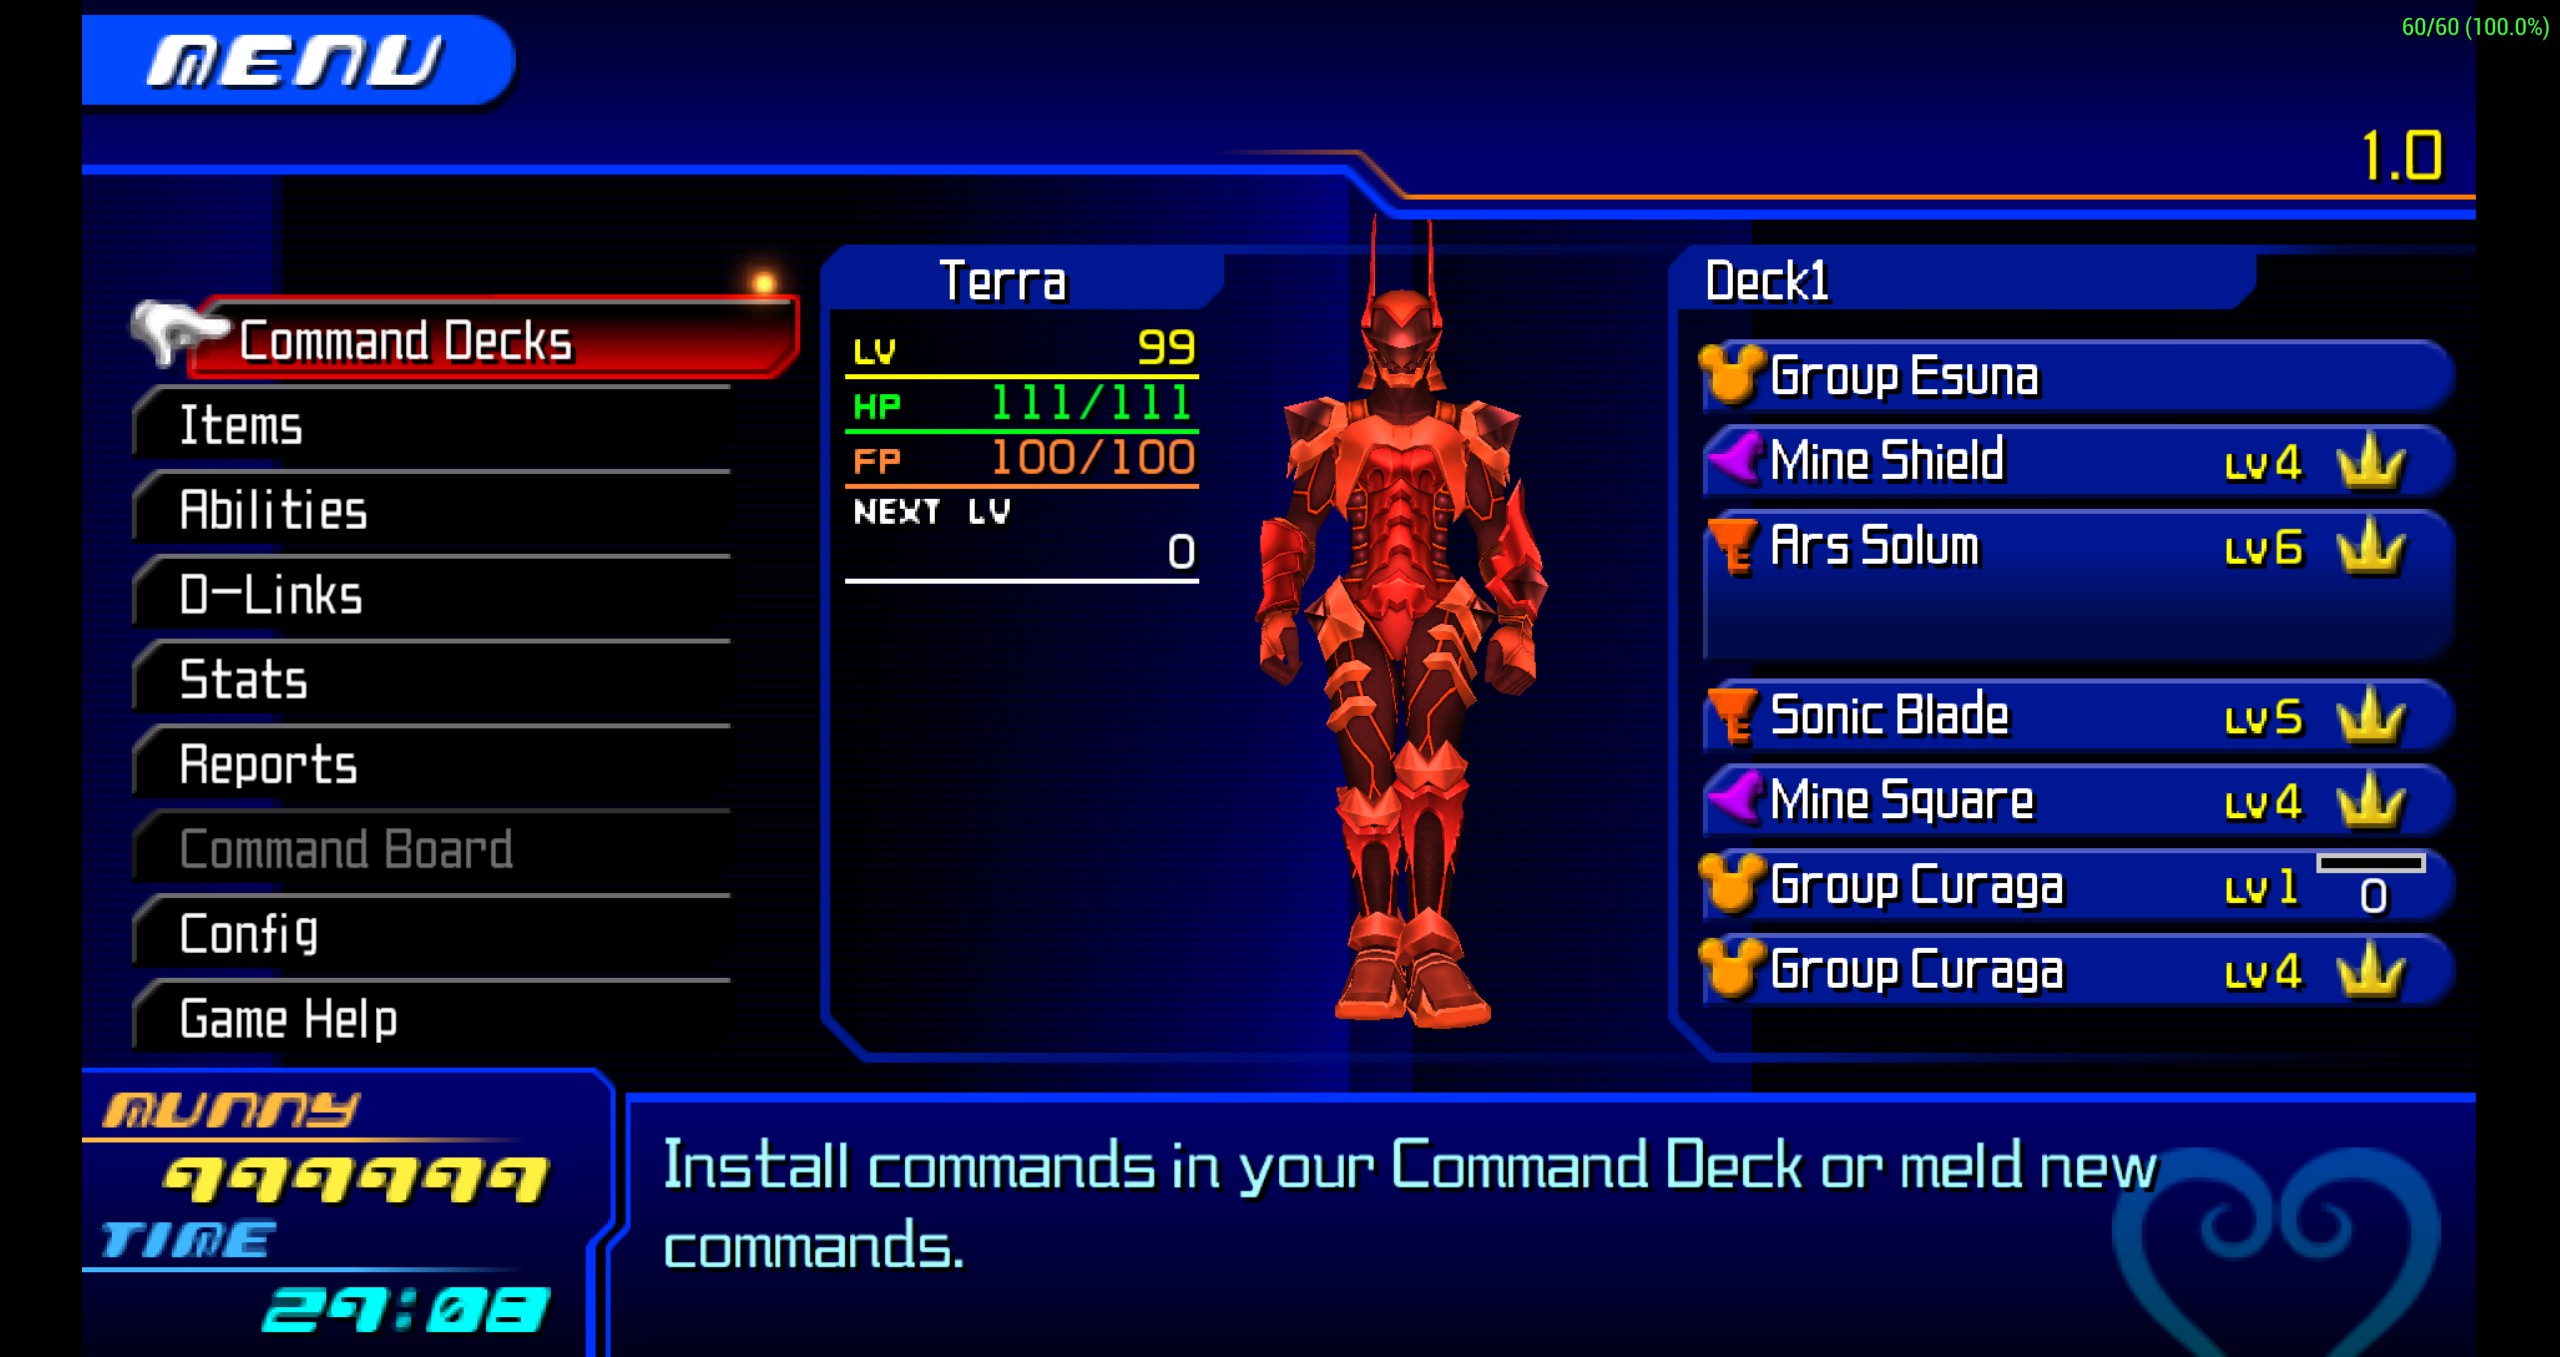 60/60 (100.0%)
MENU
1.0
Command Decks
Items
Abilities
D-Links
Stats
Reports
Command Board
Config
Game Help
Terra
LV 99
HP 111/111
FP 100/100
NEXT LV
0
Deck1
Group Esuna
Mine Shield LV4
Ars Solum LV6
Sonic Blade LV5
Mine Square LV4
Group Curaga LV1 0
Group Curaga LV4
MUNNY
999999
TIME
29:08
Install commands in your Command Deck or meld new
commands.